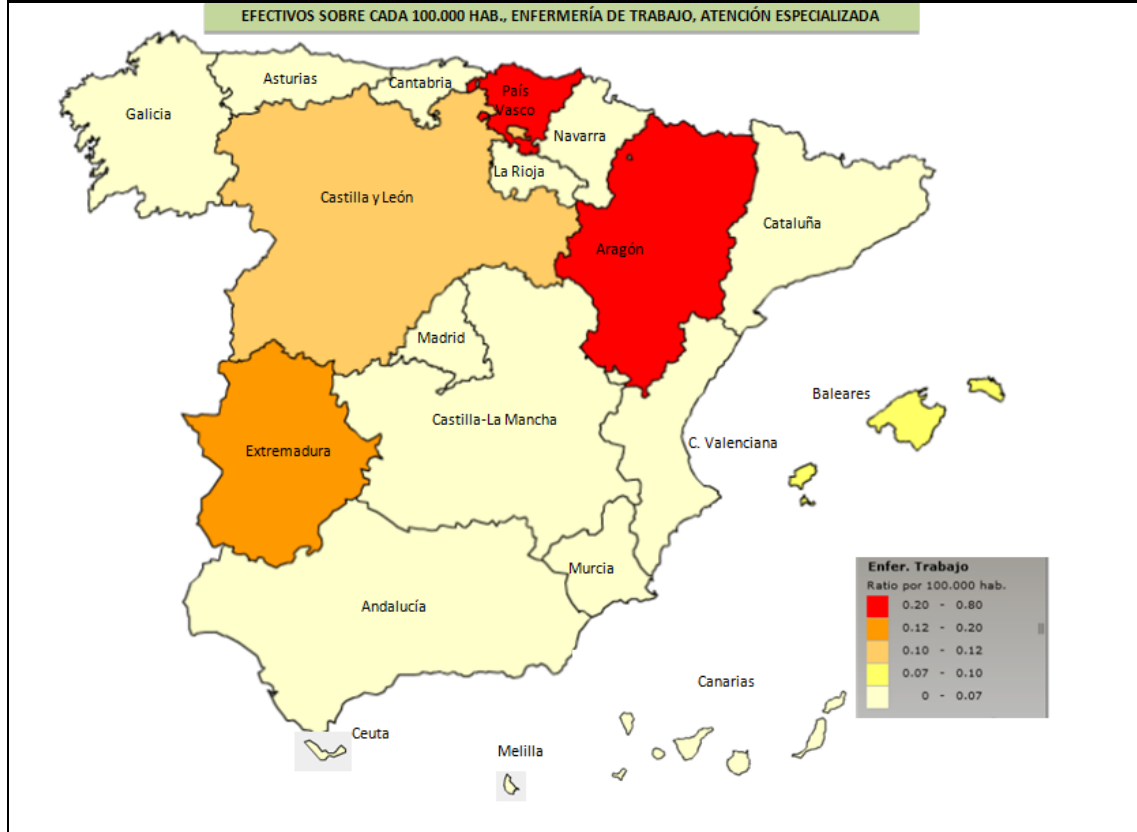 EFECTIVOS SOBRE CADA 100.000 HAB., ENFERMERÍA DE TRABAJO, ATENCIÓN ESPECIALIZADA
Asturias
Cantabria
País
Vasco
Galicia
Navarra
La Rioja
Castilla y León
Cataluña
Aragón
Madrid
Baleares
Castilla-La Mancha
C. Valenciana
Extremadura
Murcia
Andalucía
Enfer. Trabajo
Ratio por 100.000 hab.
0.20 - 0.80
0.12 - 0.20
0.10 - 0.12
0.07 - 0.10
0 - 0.07
Canarias
Ceuta
Melilla